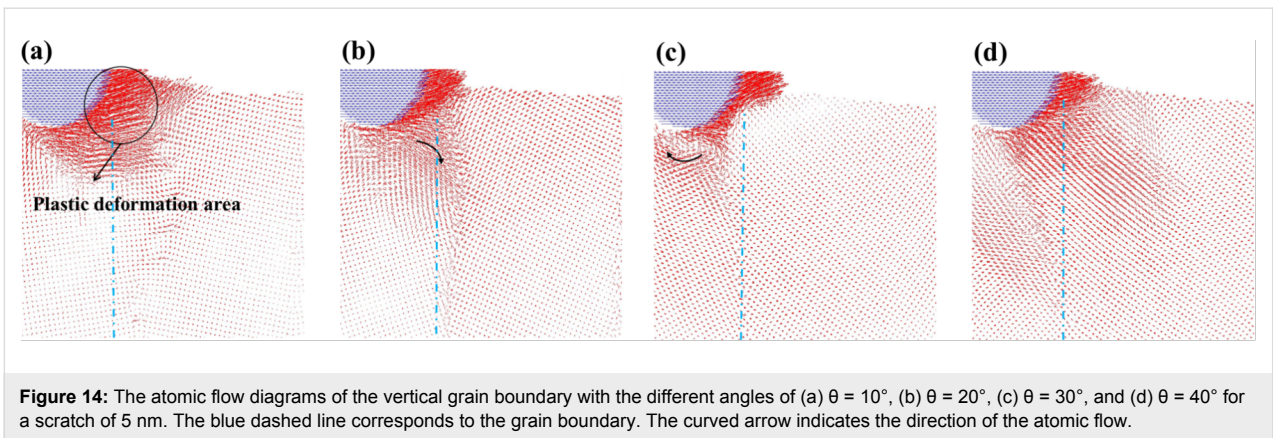 (a) (b) (c) (d)
Plastic deformation area
Figure 14: The atomic flow diagrams of the vertical grain boundary with the different angles of (a) θ = 10°, (b) θ = 20°, (c) θ = 30°, and (d) θ = 40° for
a scratch of 5 nm. The blue dashed line corresponds to the grain boundary. The curved arrow indicates the direction of the atomic flow.